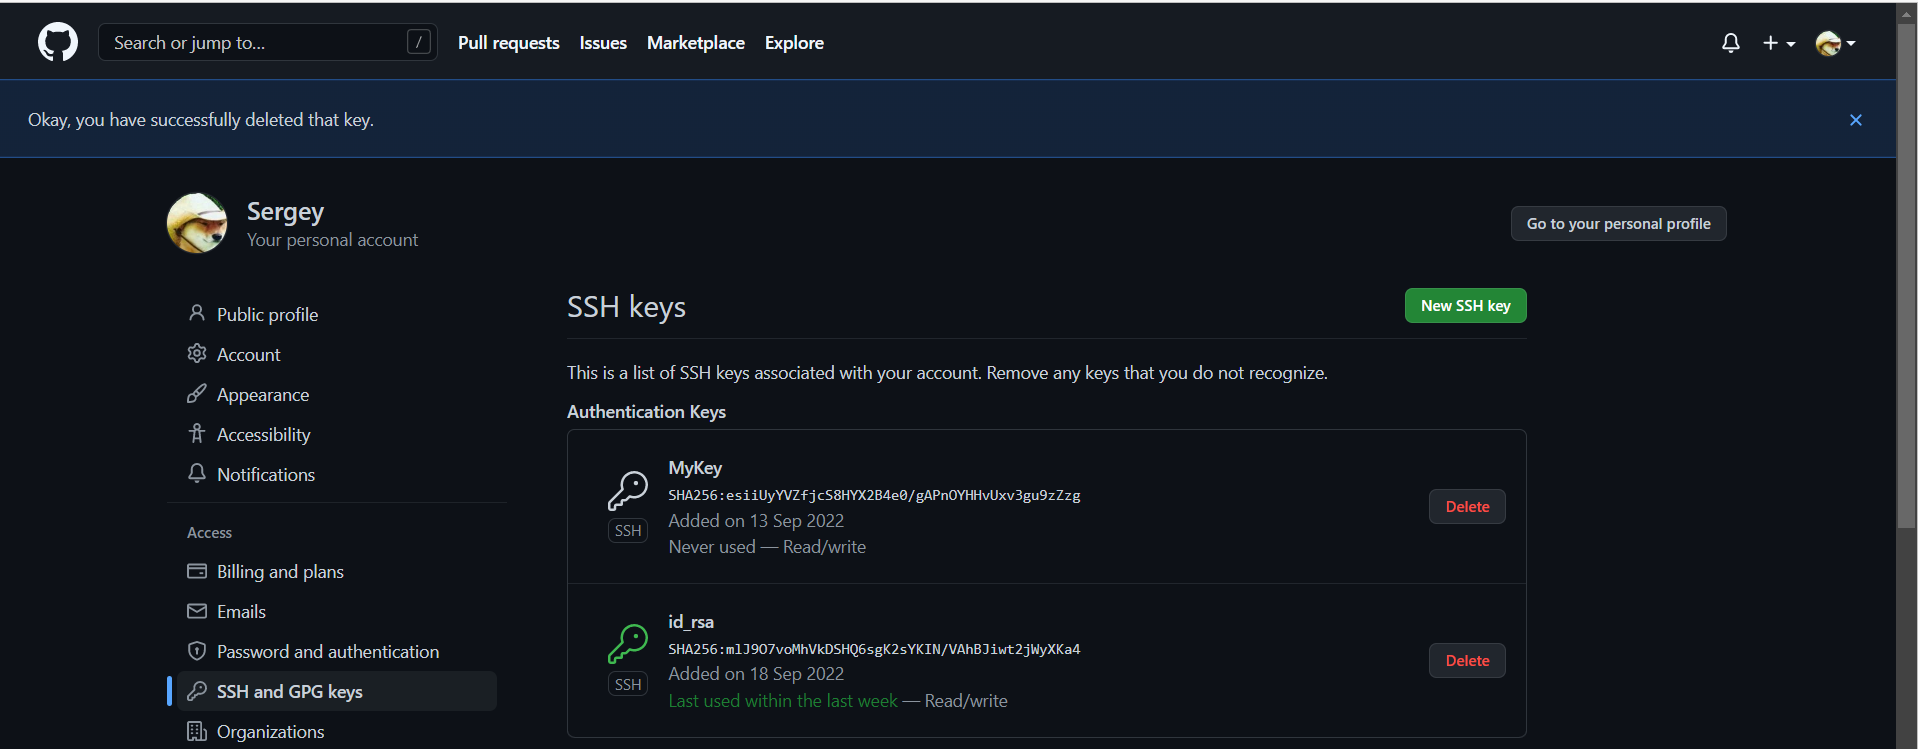 Search or jump to... /
Pull requests Issues Marketplace Explore
Okay, you have successfully deleted that key.
Sergey
Your personal account
Go to your personal profile
Public profile
Account
Appearance
Accessibility
Notifications
Access
Billing and plans
Emails
Password and authentication
SSH and GPG keys
Organizations
SSH keys
New SSH key
This is a list of SSH keys associated with your account. Remove any keys that you do not recognize.
Authentication Keys
MyKey
SHA256:esiiUyYVZfjcS8HYX2B4e0/gAPnOYHHvUxv3gu9zZzg
Added on 13 Sep 2022
Never used — Read/write
SSH
Delete
id_rsa
SHA256:mlJ9O7voMhVkDSHQ6sgK2sYKIN/VAhBJiwt2jWyXKa4
Added on 18 Sep 2022
Last used within the last week — Read/write
SSH
Delete